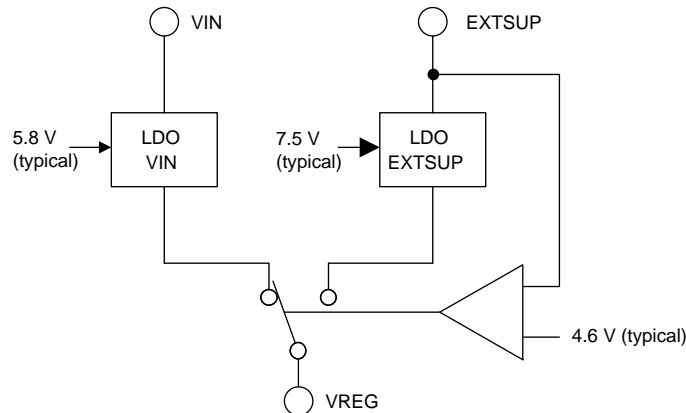 VIN
EXTSUP
5.8 V
(typical)
LDO
VIN
7.5 V
(typical)
LDO
EXTSUP
4.6 V (typical)
VREG